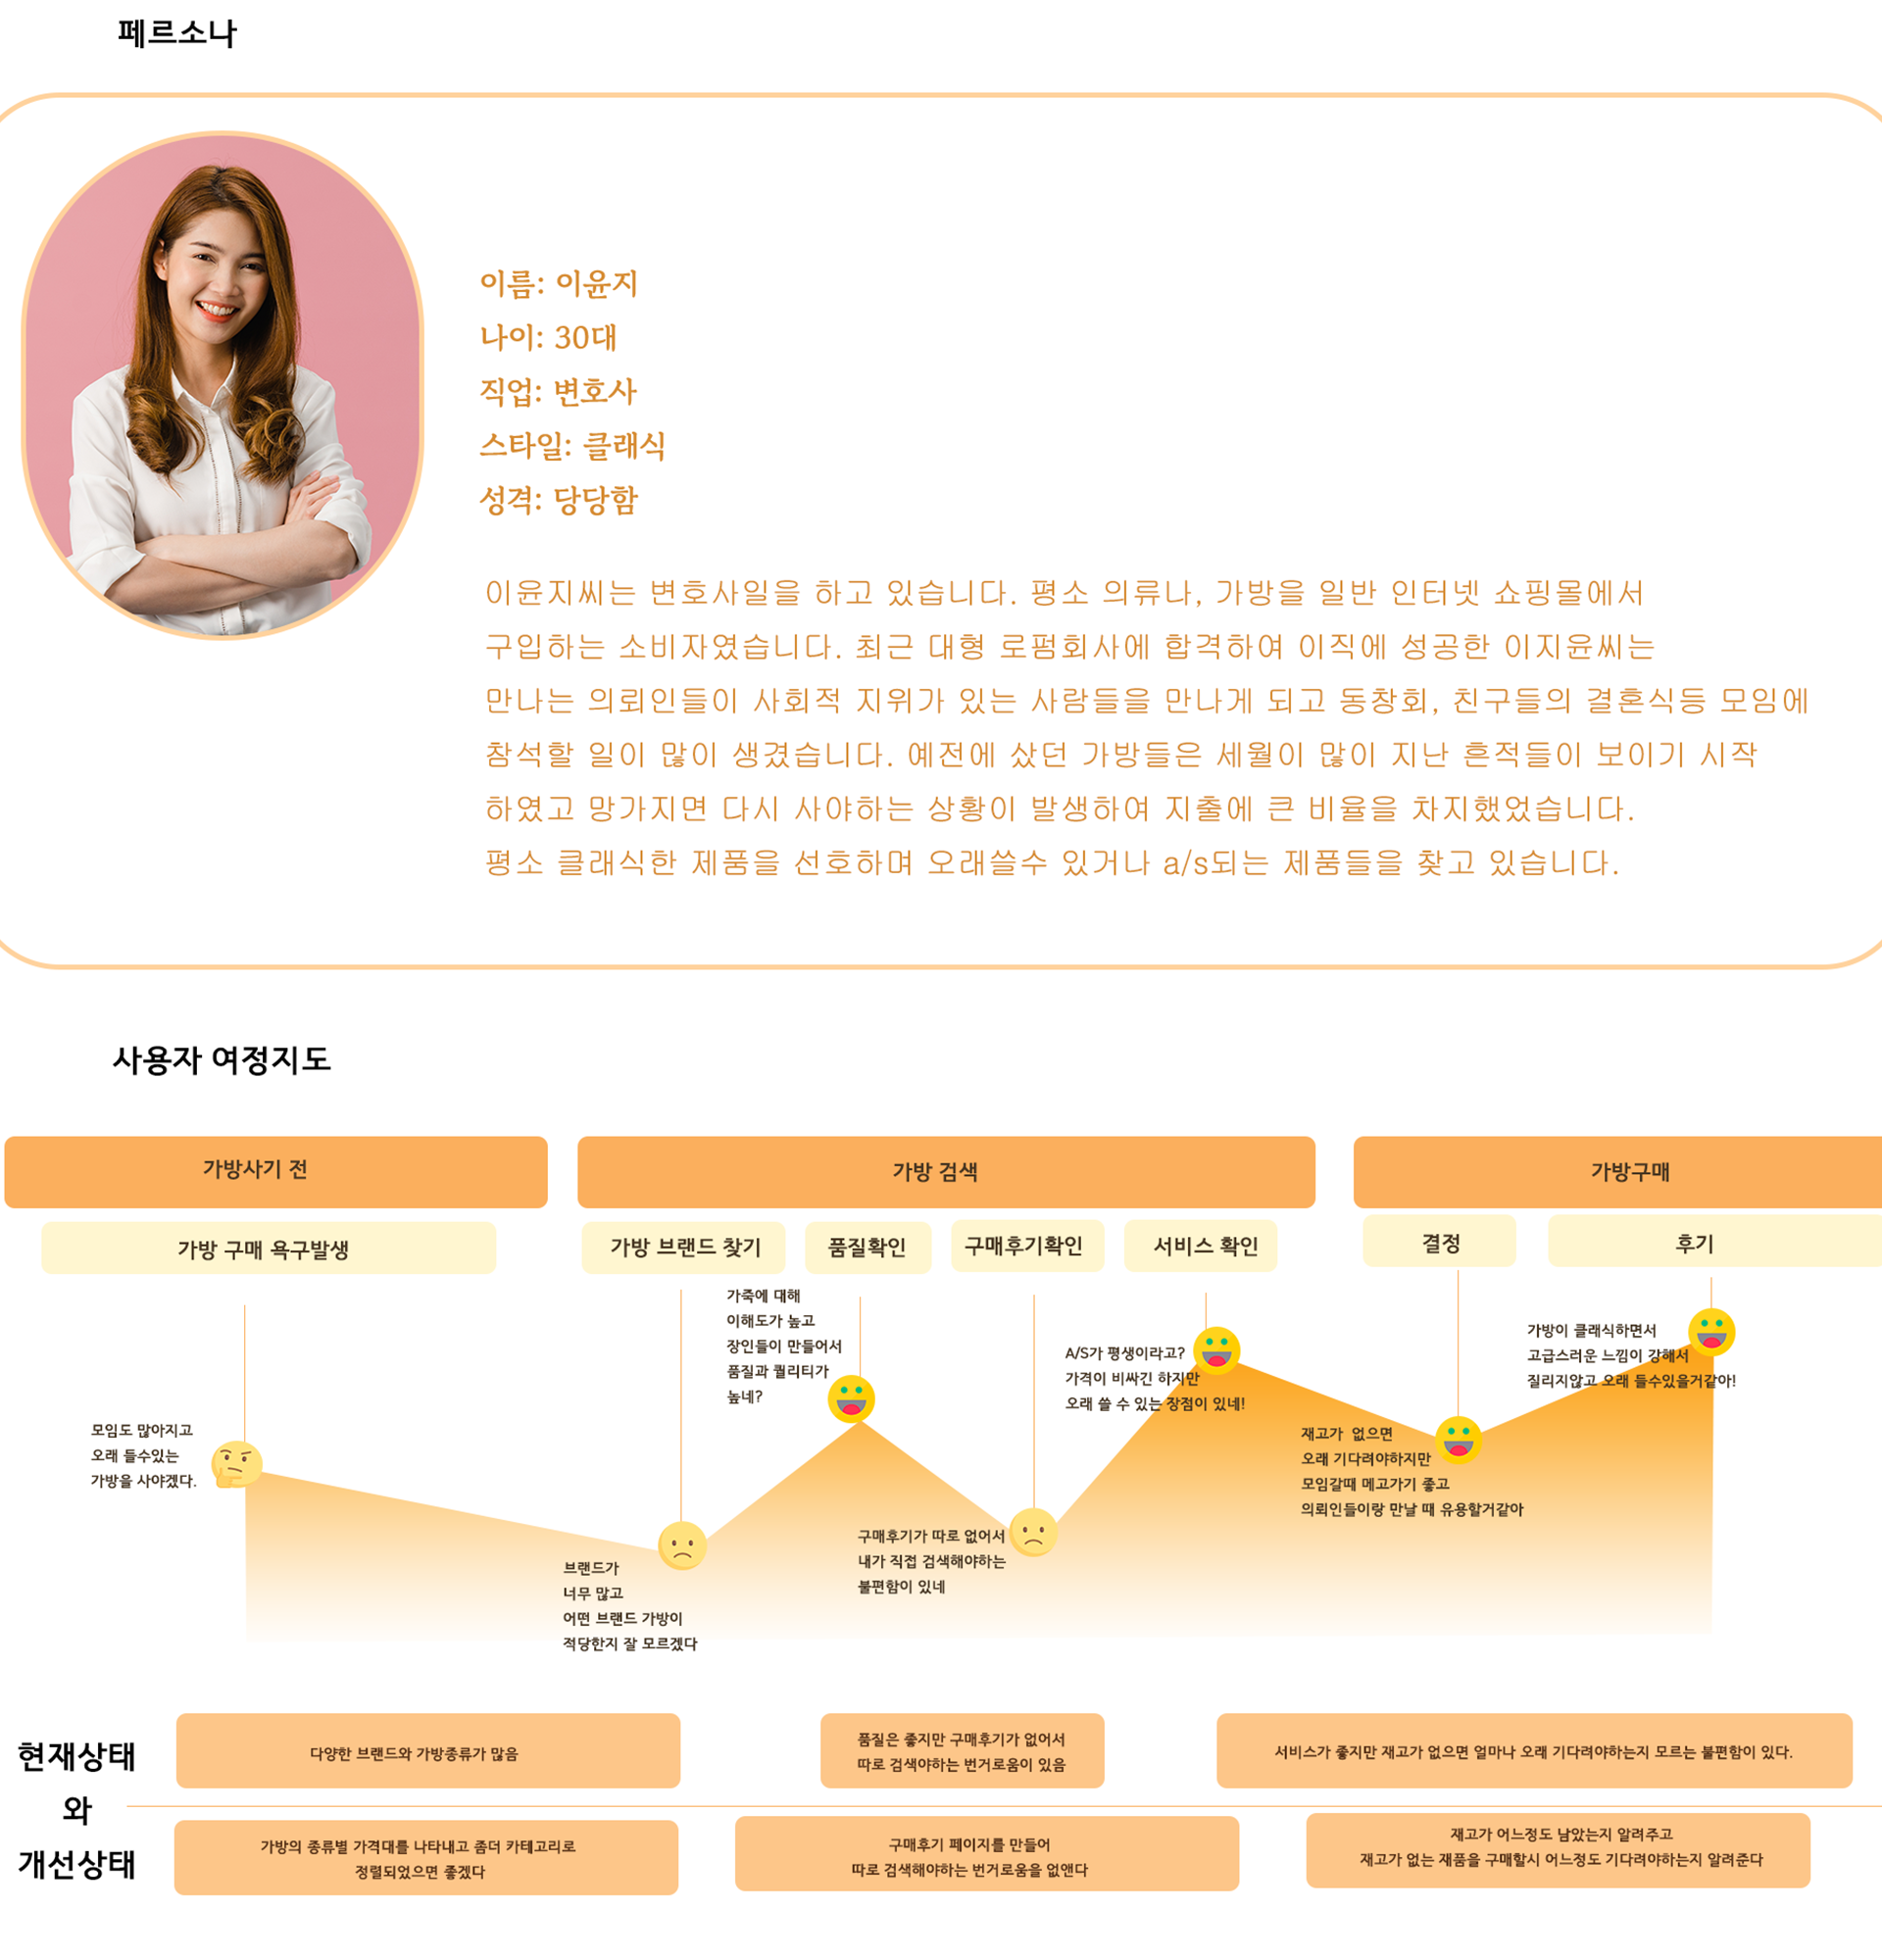 페르소나
이름: 이윤지
나이: 30대
직업: 변호사
스타일: 클래식
성격: 당당함
이윤지씨는 변호사일을 하고 있습니다. 평소 의류나, 가방을 일반 인터넷 쇼핑몰에서
구입하는 소비자였습니다. 최근 대형 로펌회사에 합격하여 이직에 성공한 이지윤씨는
만나는 의뢰인들이 사회적 지위가 있는 사람들을 만나게 되고 동창회, 친구들의 결혼식등 모임에
참석할 일이 많이 생겼습니다. 예전에 샀던 가방들은 세월이 많이 지난 흔적들이 보이기 시작
하였고 망가지면 다시 사야하는 상황이 발생하여 지출에 큰 비율을 차지했었습니다.
평소 클래식한 제품을 선호하며 오래쓸수 있거나 a/s되는 제품들을 찾고 있습니다.
사용자 여정지도
가방사기 전
가방 검색
가방구매
가방 구매 욕구발생
가방 브랜드 찾기
품질확인
구매후기확인
서비스 확인
결정
후기
모임도 많아지고
오래 들수있는
가방을 사야겠다.
브랜드가
너무 많고
어떤 브랜드 가방이
적당한지 잘 모르겠다
가죽에 대해
이해도가 높고
장인들이 만들어서
품질과 퀄리티가
높네?
구매후기가 따로 없어서
내가 직접 검색해야하는
불편함이 있네
A/S가 평생이라고?
가격이 비싸긴 하지만
오래 쓸 수 있는 장점이 있네!
재고가 없으면
오래 기다려야하지만
모임갈때 메고가기 좋고
의뢰인들이랑 만날 때 유용할거같아
가방이 클래식하면서
고급스러운 느낌이 강해서
질리지않고 오래 들수있을거같아!
현재상태
와
개선상태
다양한 브랜드와 가방종류가 많음
품질은 좋지만 구매후기가 없어서
따로 검색야하는 번거로움이 있음
서비스가 좋지만 재고가 없으면 얼마나 오래 기다려야하는지 모르는 불편함이 있다.
가방의 종류별 가격대를 나타내고 좀더 카테고리로
정렬되었으면 좋겠다
구매후기 페이지를 만들어
따로 검색해야하는 번거로움을 없앤다
재고가 어느정도 남았는지 알려주고
재고가 없는 제품을 구매할시 어느정도 기다려야하는지 알려준다